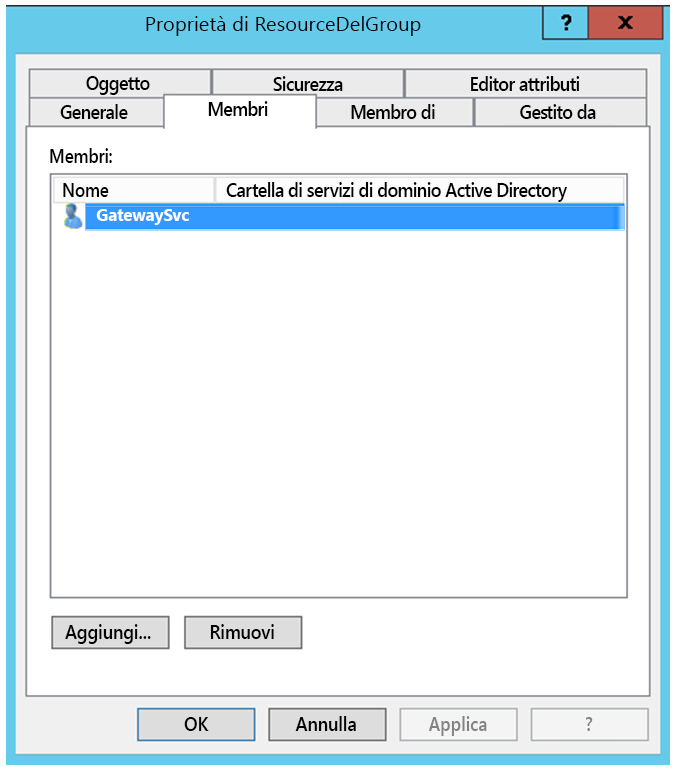 Proprietà di ResourceDelGroup
? x
Oggetto Sicurezza Editor attributi
Generale Membri Membro di Gestito da
Membri:
Nome Cartella di servizi di dominio Active Directory
GatewaySvc
Aggiungi... Rimuovi
OK Annulla Applica ?